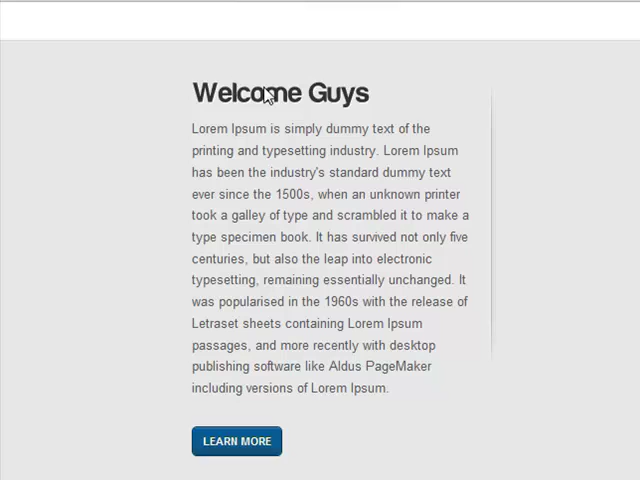 Welcome Guys
Lorem Ipsum is simply dummy text of the
printing and typesetting industry. Lorem Ipsum
has been the industry's standard dummy text
ever since the 1500s, when an unknown printer
took a galley of type and scrambled it to make a
type specimen book. It has survived not only five
centuries, but also the leap into electronic
typesetting, remaining essentially unchanged. It
was popularised in the 1960s with the release of
Letraset sheets containing Lorem Ipsum
passages, and more recently with desktop
publishing software like Aldus PageMaker
including versions of Lorem Ipsum.
LEARN MORE